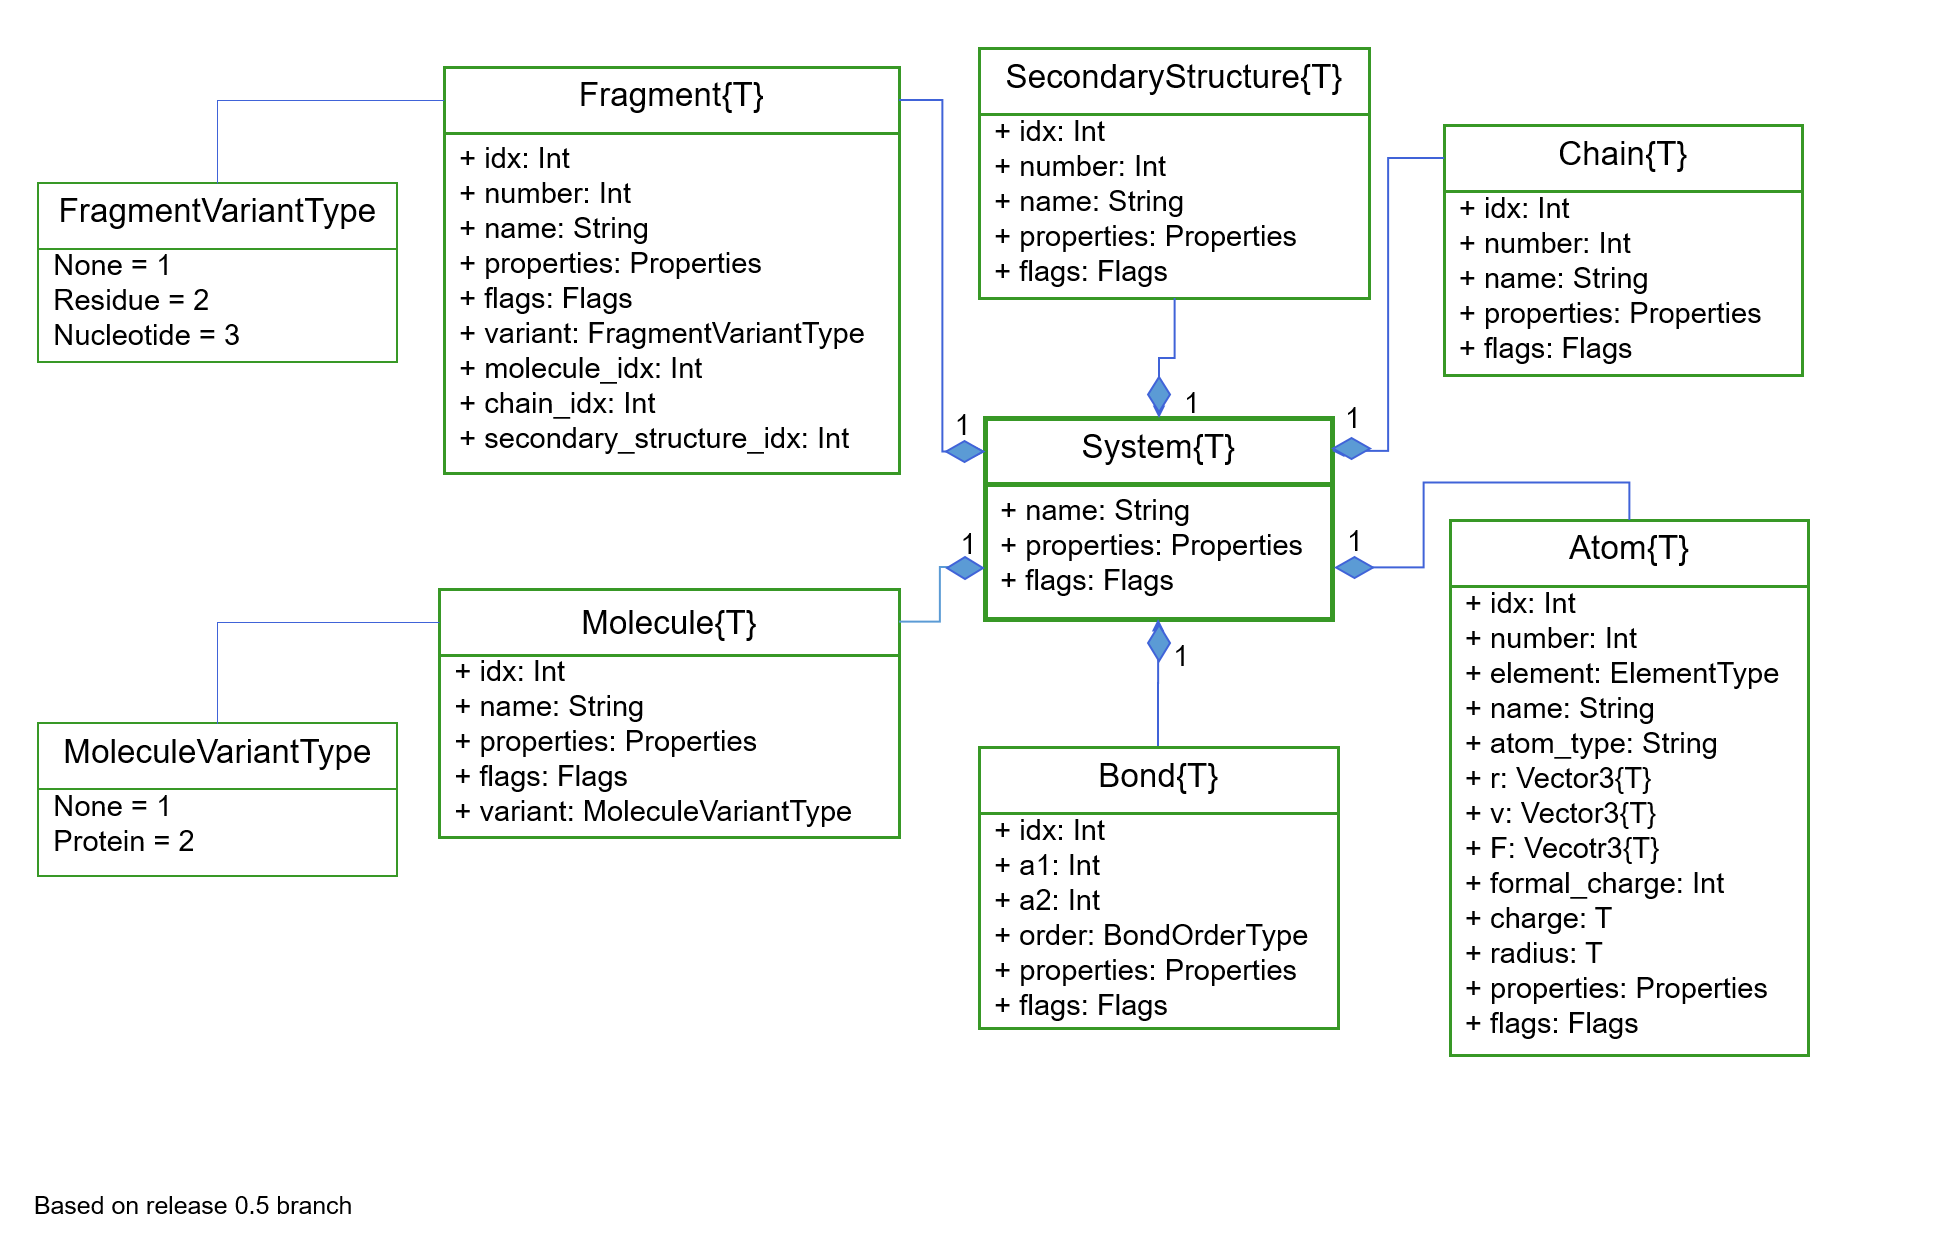 Fragment{T}
+ idx: Int
+ number: Int
+ name: String
+ properties: Properties
+ flags: Flags
+ variant: FragmentVariantType
+ molecule_idx: Int
+ chain_idx: Int
+ secondary_structure_idx: Int
SecondaryStructure{T}
+ idx: Int
+ number: Int
+ name: String
+ properties: Properties
+ flags: Flags
Chain{T}
+ idx: Int
+ number: Int
+ name: String
+ properties: Properties
+ flags: Flags
FragmentVariantType
None = 1
Residue = 2
Nucleotide = 3
1
1
1
System{T}
+ name: String
+ properties: Properties
+ flags: Flags
1
1
1
Molecule{T}
+ idx: Int
+ name: String
+ properties: Properties
+ flags: Flags
+ variant: MoleculeVariantType
MoleculeVariantType
None = 1
Protein = 2
Bond{T}
+ idx: Int
+ a1: Int
+ a2: Int
+ order: BondOrderType
+ properties: Properties
+ flags: Flags
Atom{T}
+ idx: Int
+ number: Int
+ element: ElementType
+ name: String
+ atom_type: String
+ r: Vector3{T}
+ v: Vector3{T}
+ F: Vecotr3{T}
+ formal_charge: Int
+ charge: T
+ radius: T
+ properties: Properties
+ flags: Flags
Based on release 0.5 branch